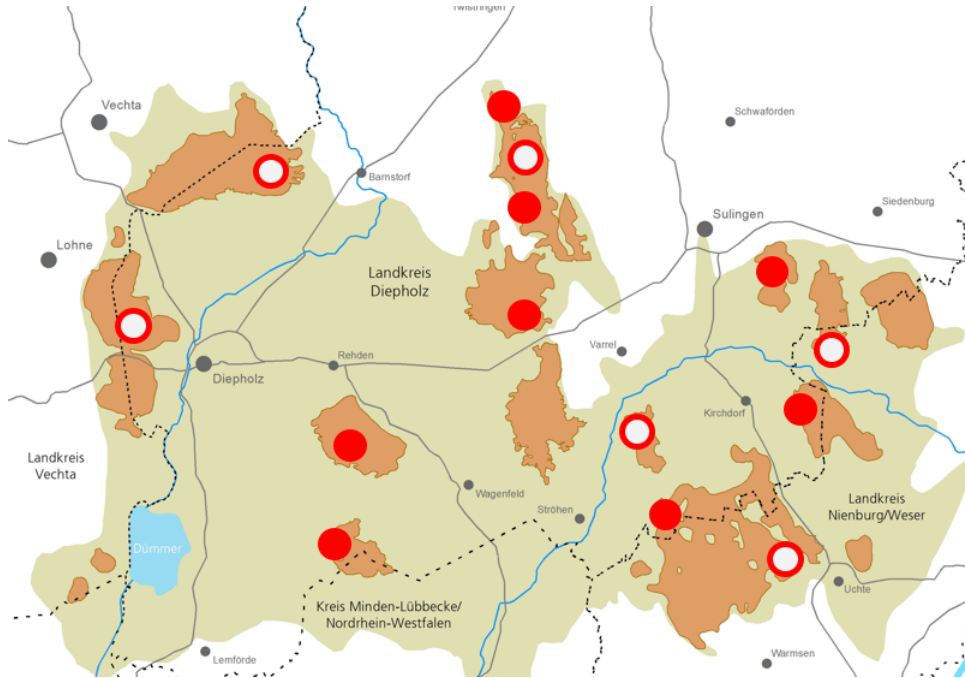 Twistringen
Vechta
Schwaförden
Barnstorf
Siedenburg
Sulingen
Lohne
Landkreis
Diepholz
Varrel
Rehden
Diepholz
Kirchdorf
Landkreis
Vechta
Wagenfeld
Landkreis
Nienburg/Weser
Ströhen
Dümmer
Uchte
Kreis Minden-Lübbecke/
Nordrhein-Westfalen
Lemförde
Warmsen